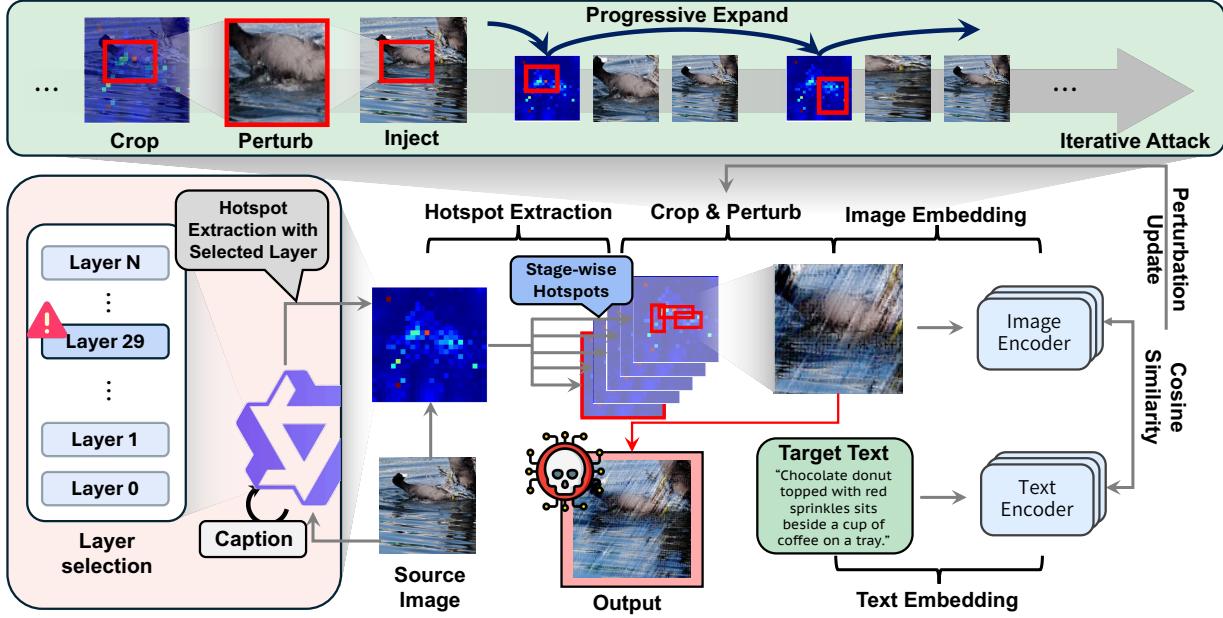 Progressive Expand
...
Crop
Perturb
Inject
...
Iterative Attack
Hotspot
Extraction with
Selected Layer
Layer N
Layer 29
Layer 1
Layer 0
Layer
selection
Caption
Source
Image
Hotspot Extraction
Stage-wise
Hotspots
Crop & Perturb
Image Embedding
Perturbation
Update
Image
Encoder
Cosine
Similarity
Target Text
“Chocolate donut
topped with red
sprinkles sits
beside a cup of
coffee on a tray.”
Text
Encoder
Output
Text Embedding